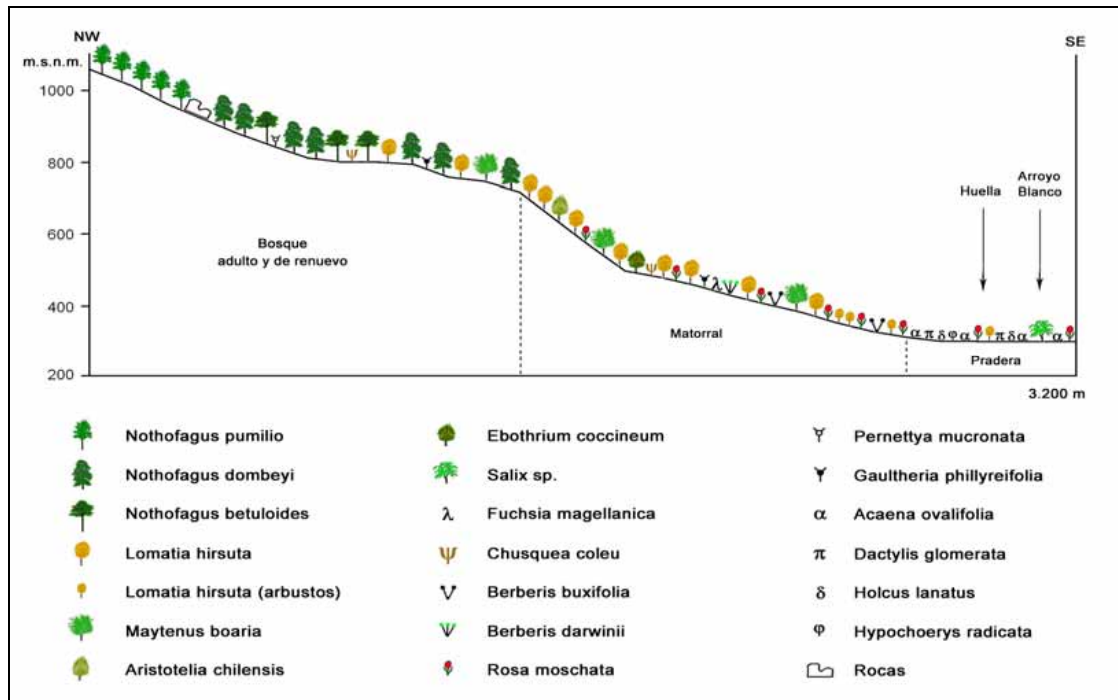 NW
SE
m.s.n.m.
1000
800
600
400
200
Arroyo
Blanco
Huella
Bosque
adulto y de renuevo
Matorral
Pradera
3.200 m
Nothofagus pumilio
Nothofagus dombeyi
Nothofagus betuloides
Lomatia hirsuta
Lomatia hirsuta (arbustos)
Maytenus boaria
Aristotelia chilensis
Ebothrium coccineum
Salix sp.
λ Fuchsia magellanica
ψ Chusquea coleu
Berberis buxifolia
Berberis darwinii
Rosa moschata
Pernettya mucronata
Gaultheria phillyreifolia
α Acaena ovalifolia
π Dactylis glomerata
δ Holcus lanatus
φ Hypochoerys radicata
Rocas